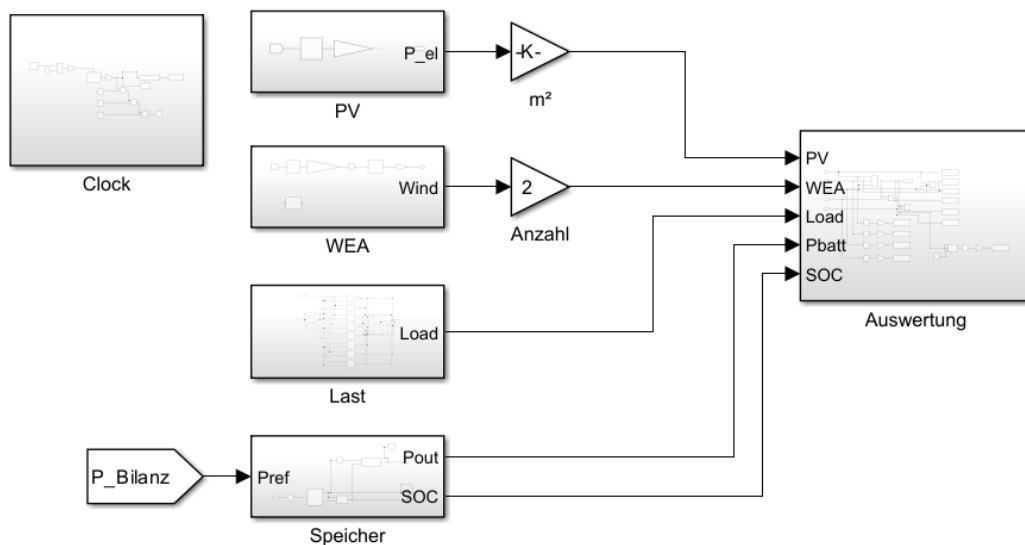 P_el
-K-
PV
m²
Clock
Wind
2
WEA
Anzahl
PV
WEA
Load
Pbatt
SOC
Auswertung
Load
Last
P_Bilanz
Pref
Pout
SOC
Speicher